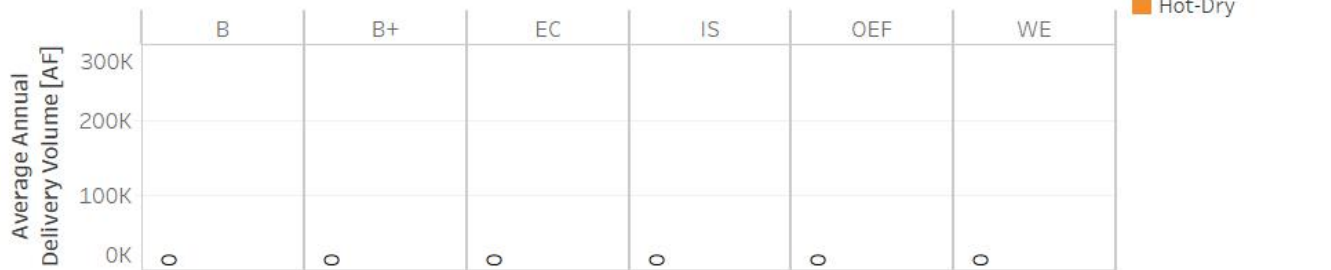 Hot-Dry
B B+ EC IS OEF WE
Average Annual
Delivery Volume [AF]
300K
200K
100K
0K
0 0 0 0 0 0